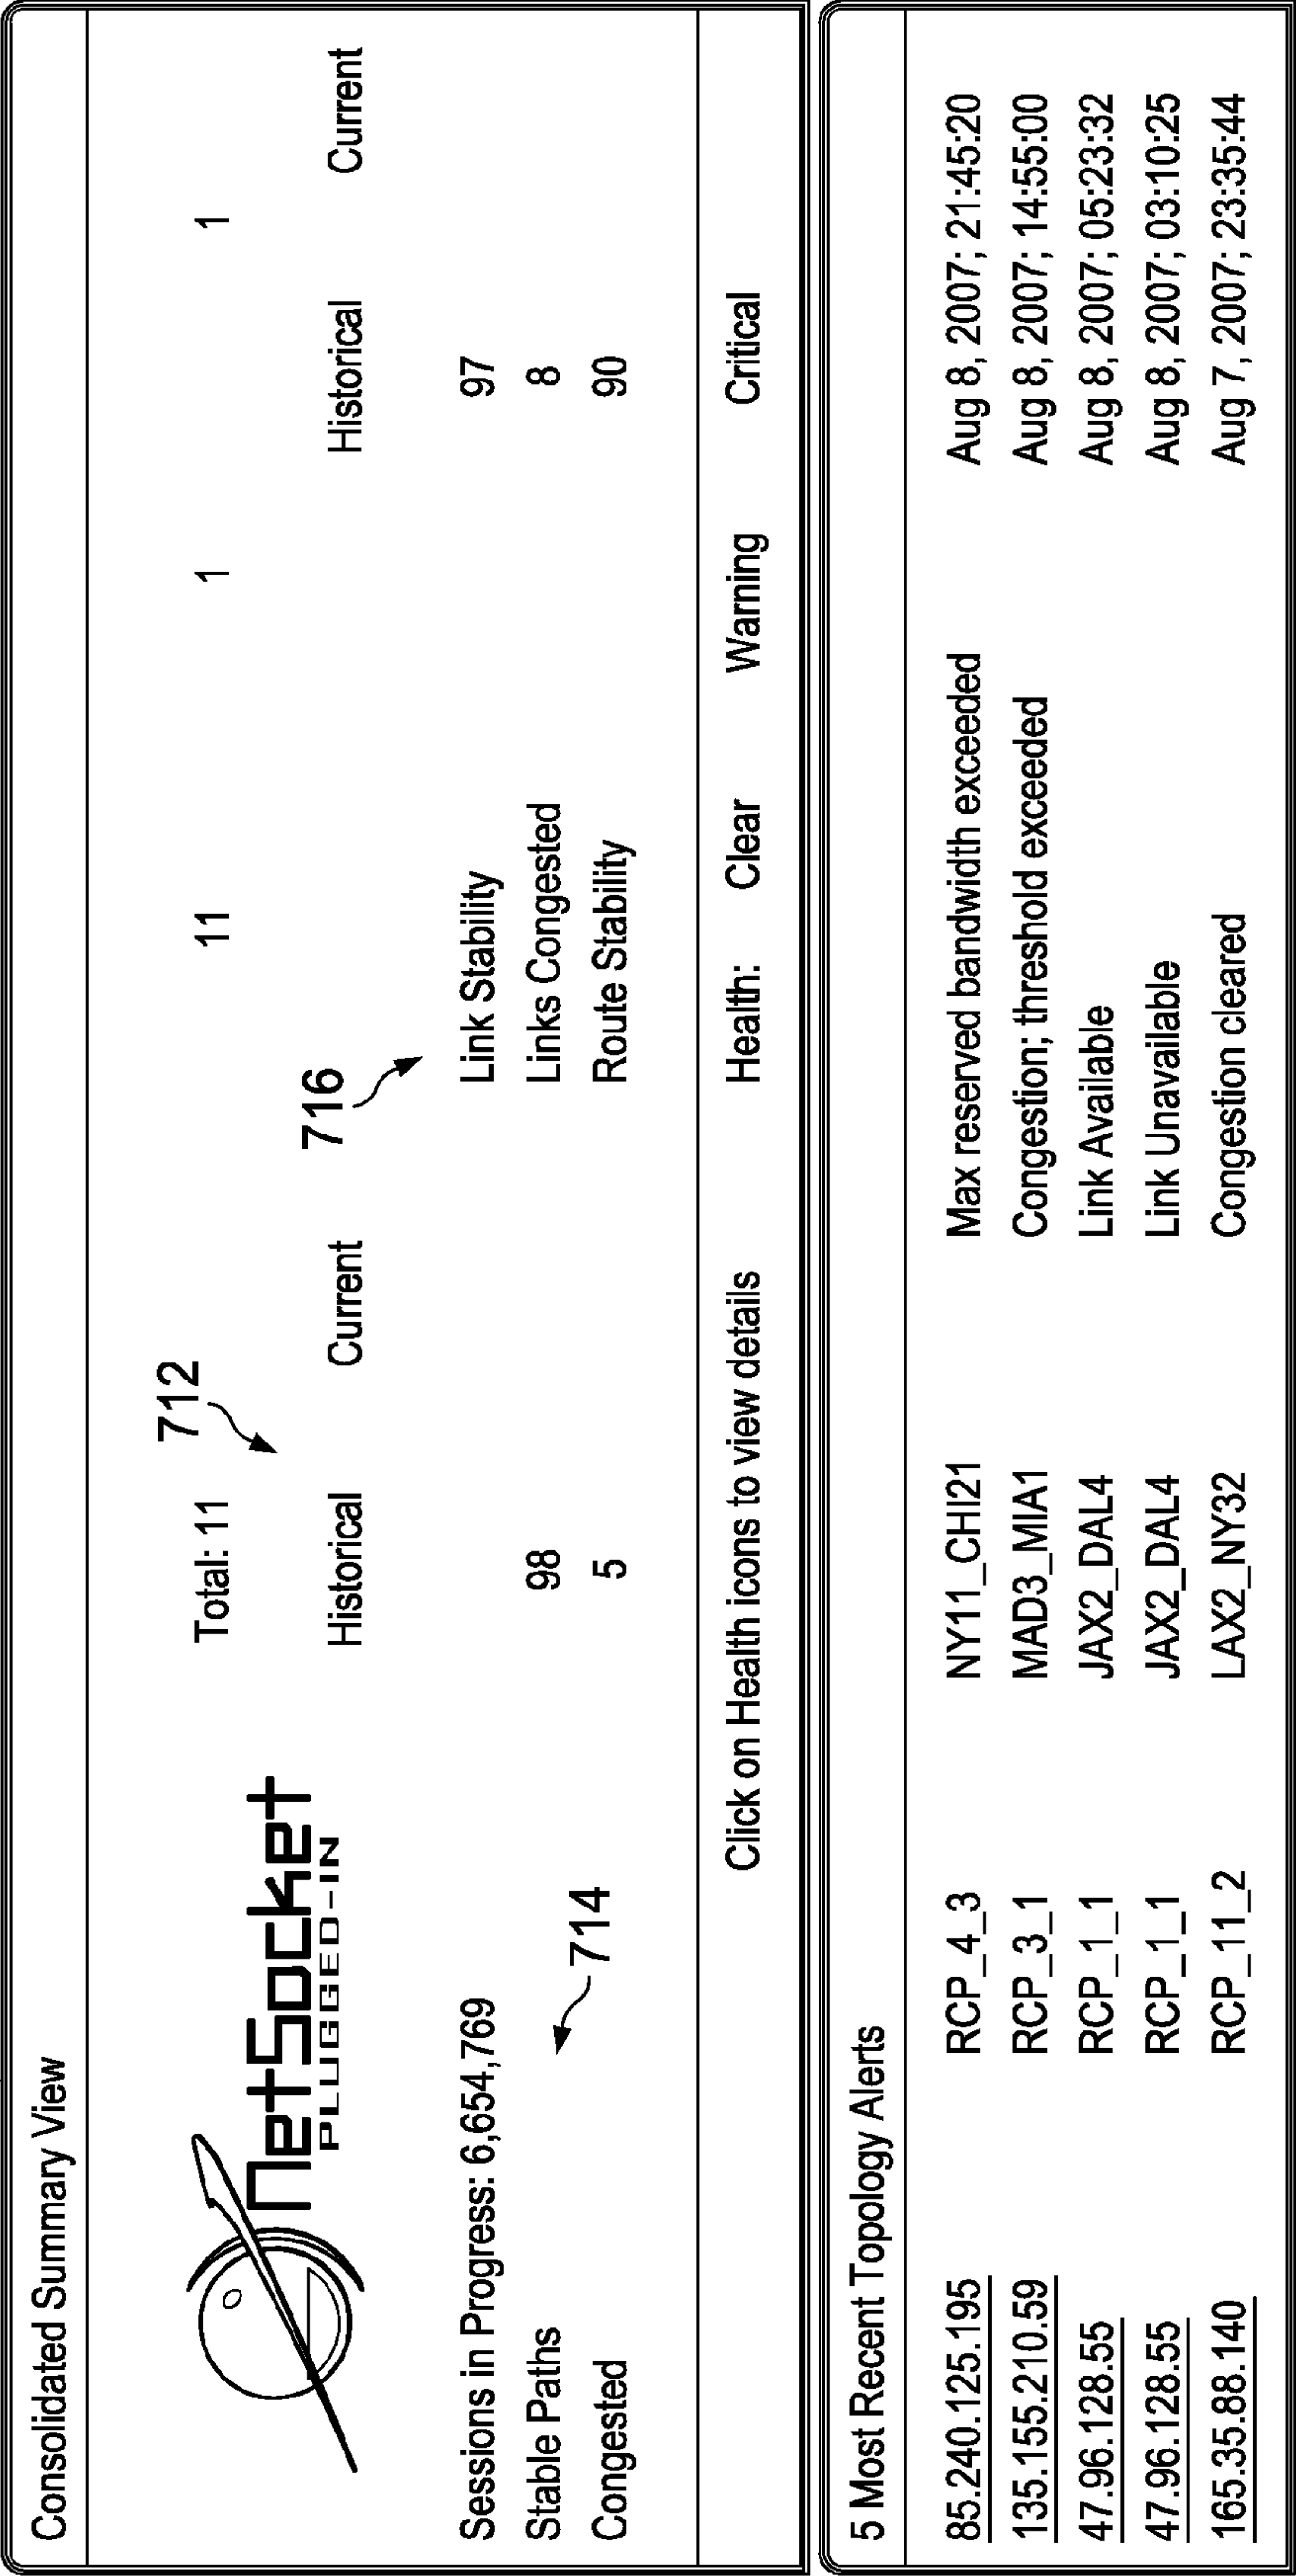 Consolidated Summary View
NetSocket
PLUGGED-IN
Total: 11 11 1 1
712
716
Historical Current Historical Current
Sessions in Progress: 6,654,769 Link Stability 97
Stable Paths 98 Links Congested 8
Congested 5 Route Stability 90
714
Click on Health icons to view details Health: Clear Warning Critical
5 Most Recent Topology Alerts
85.240.125.195 RCP_4_3 NY11_CHI21 Max reserved bandwidth exceeded Aug 8, 2007; 21:45:20
135.155.210.59 RCP_3_1 MAD3_MIA1 Congestion; threshold exceeded Aug 8, 2007; 14:55:00
47.96.128.55 RCP_1_1 JAX2_DAL4 Link Available Aug 8, 2007; 05:23:32
47.96.128.55 RCP_1_1 JAX2_DAL4 Link Unavailable Aug 8, 2007; 03:10:25
165.35.88.140 RCP_11_2 LAX2_NY32 Congestion cleared Aug 7, 2007; 23:35:44